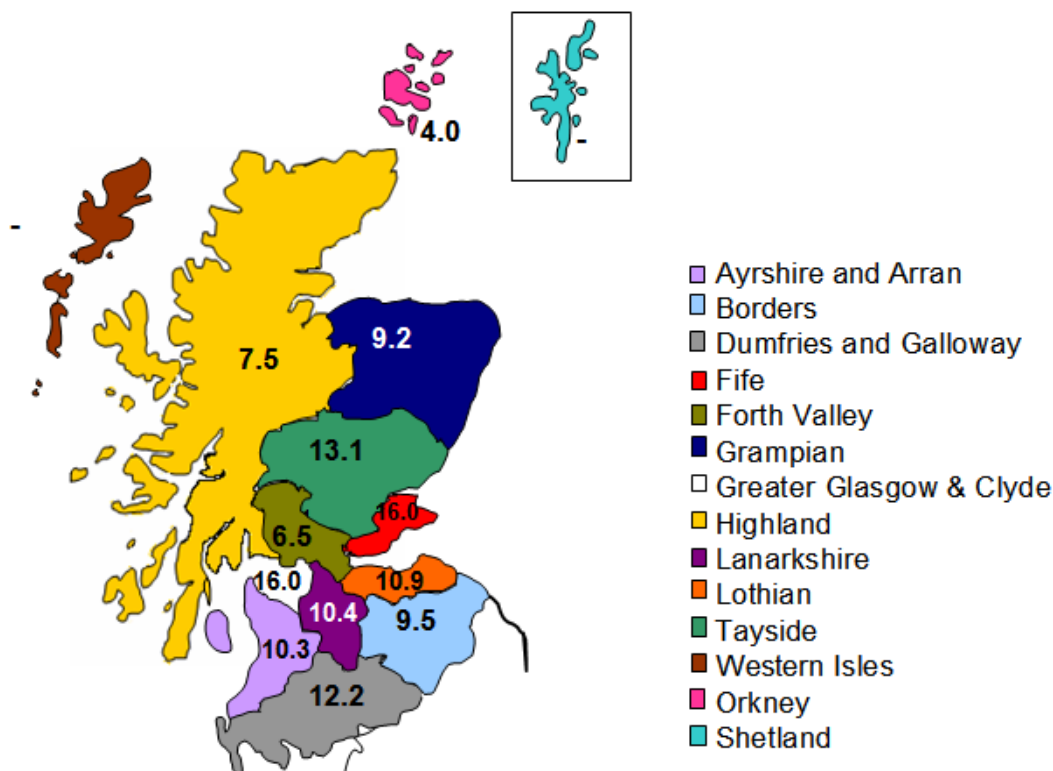 4.0
-
-
9.2
7.5
13.1
16.0
6.5
16.0
10.9
10.4
9.5
10.3
12.2
Ayrshire and Arran
Borders
Dumfries and Galloway
Fife
Forth Valley
Grampian
Greater Glasgow & Clyde
Highland
Lanarkshire
Lothian
Tayside
Western Isles
Orkney
Shetland